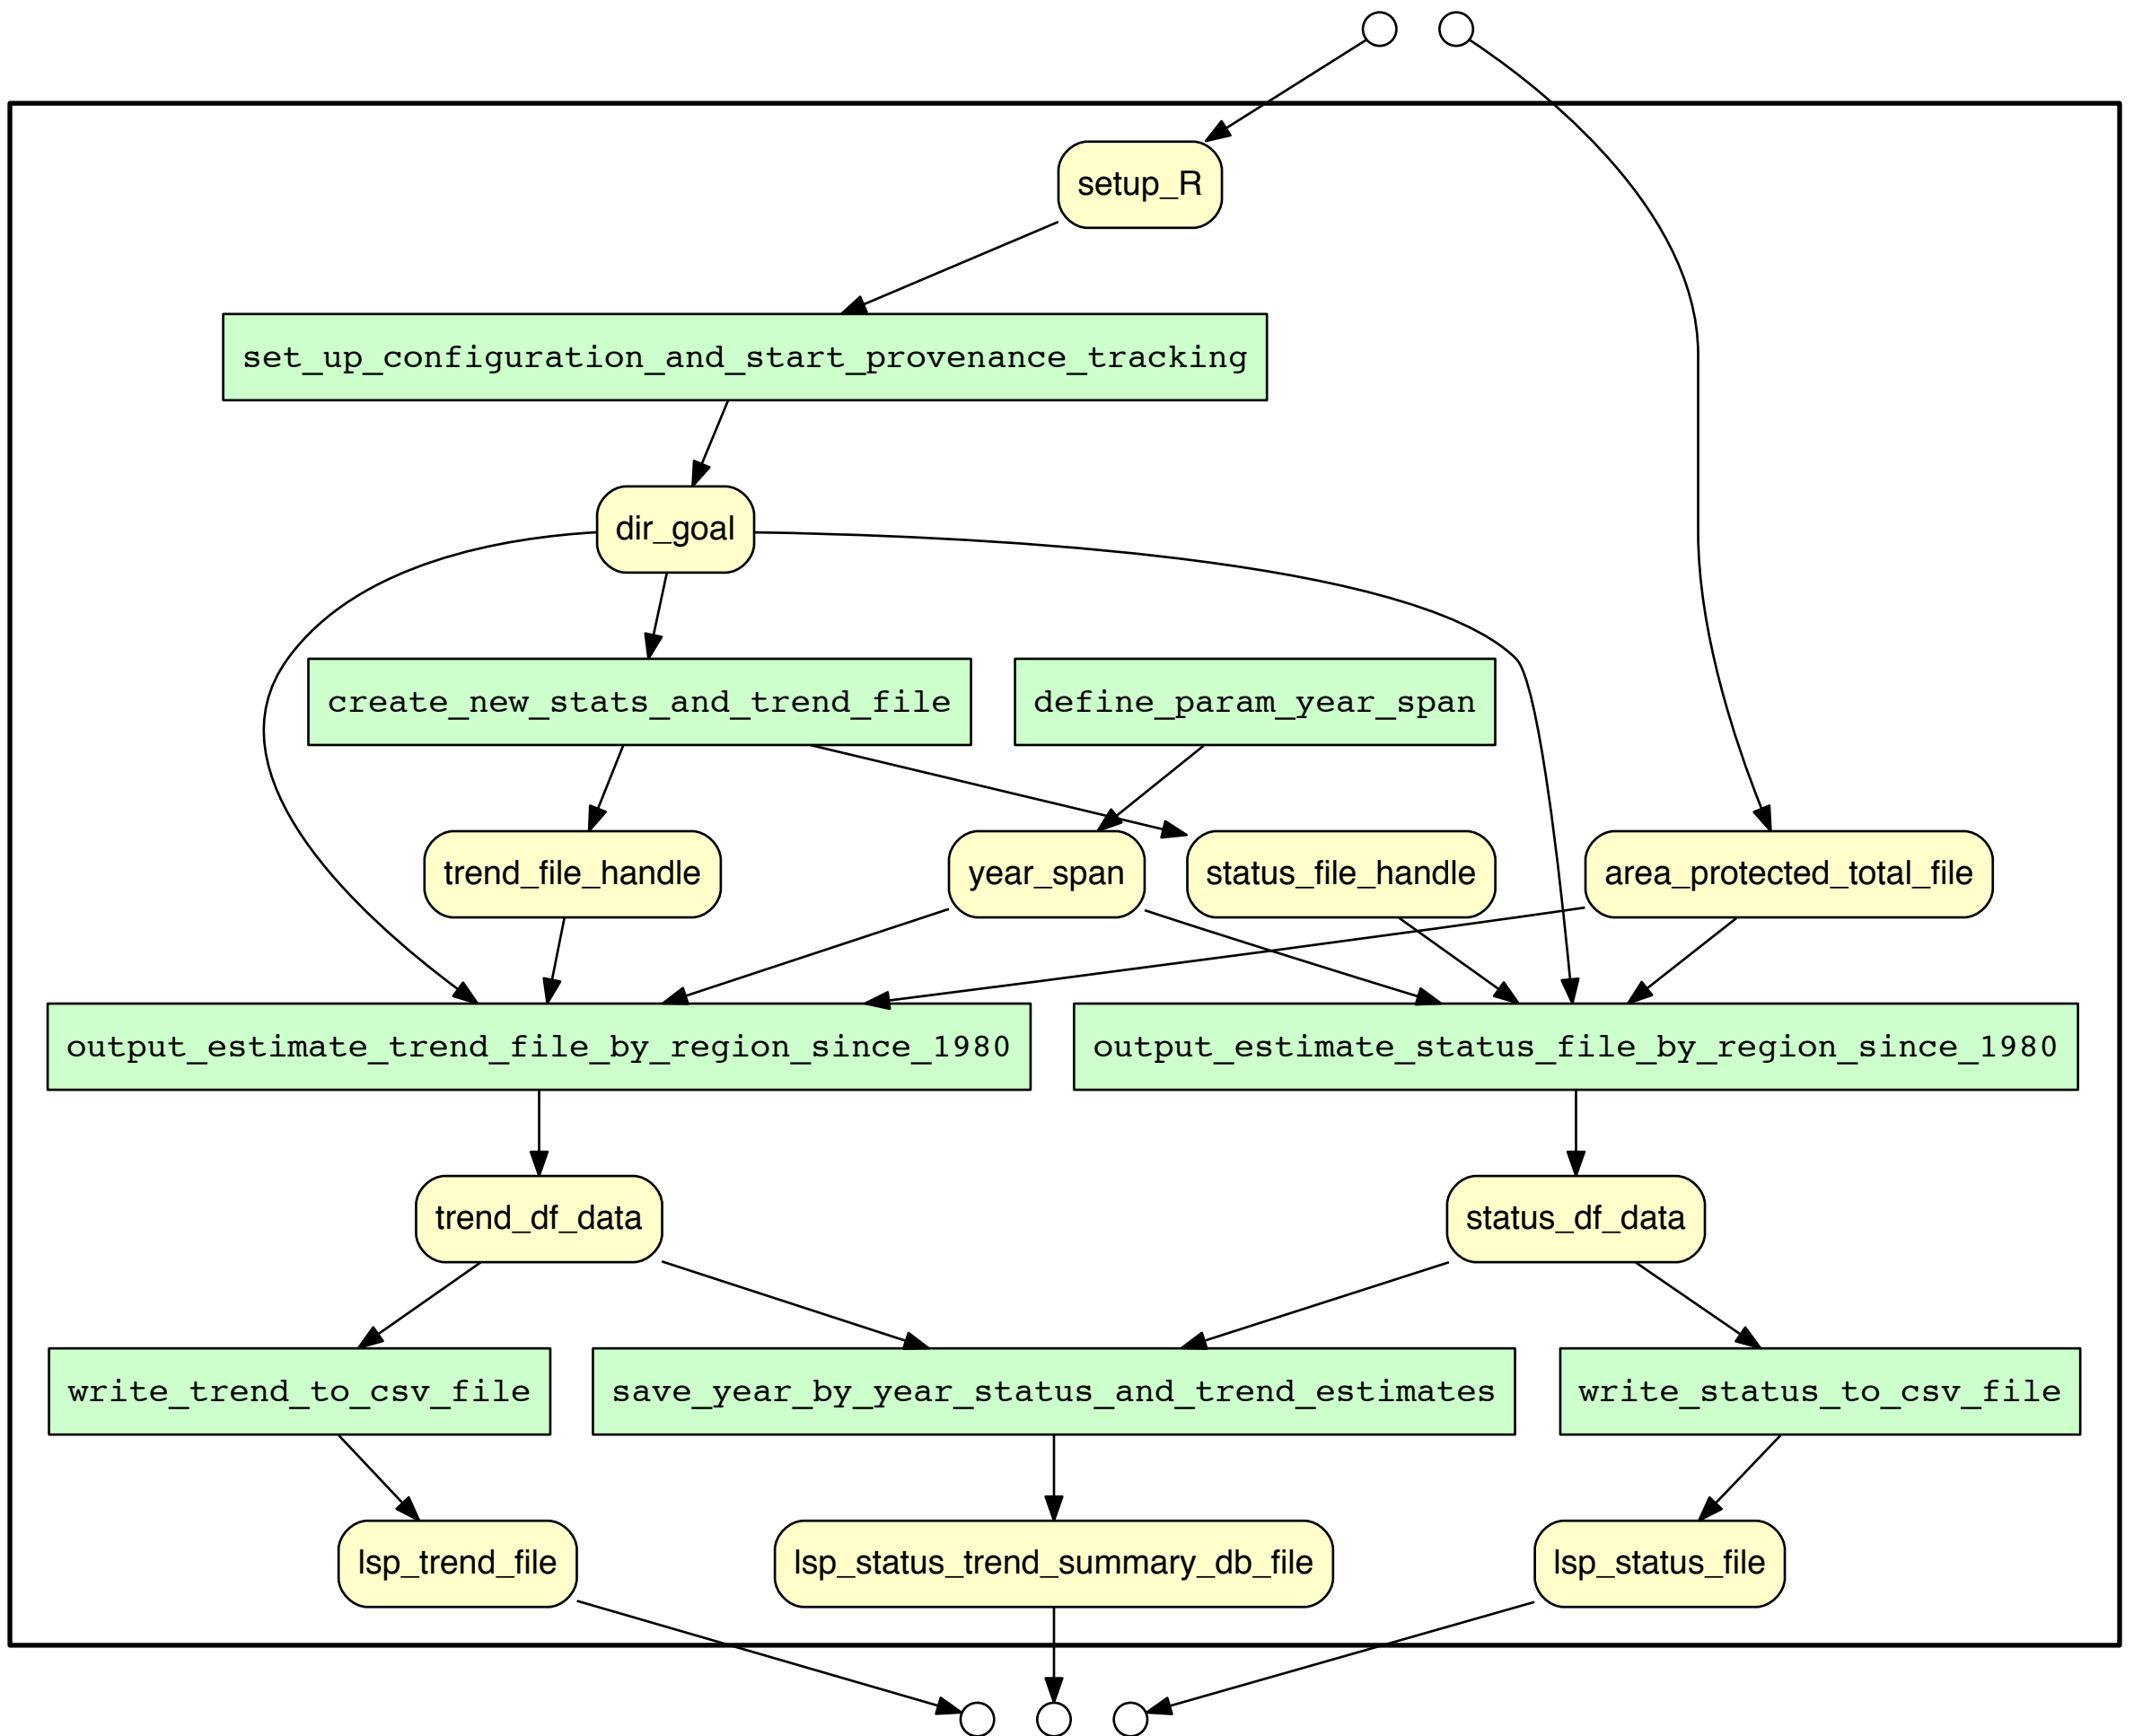 setup_R
set_up_configuration_and_start_provenance_tracking
dir_goal
create_new_stats_and_trend_file
define_param_year_span
trend_file_handle
year_span
status_file_handle
area_protected_total_file
output_estimate_trend_file_by_region_since_1980
output_estimate_status_file_by_region_since_1980
trend_df_data
status_df_data
write_trend_to_csv_file
save_year_by_year_status_and_trend_estimates
write_status_to_csv_file
lsp_trend_file
lsp_status_trend_summary_db_file
lsp_status_file